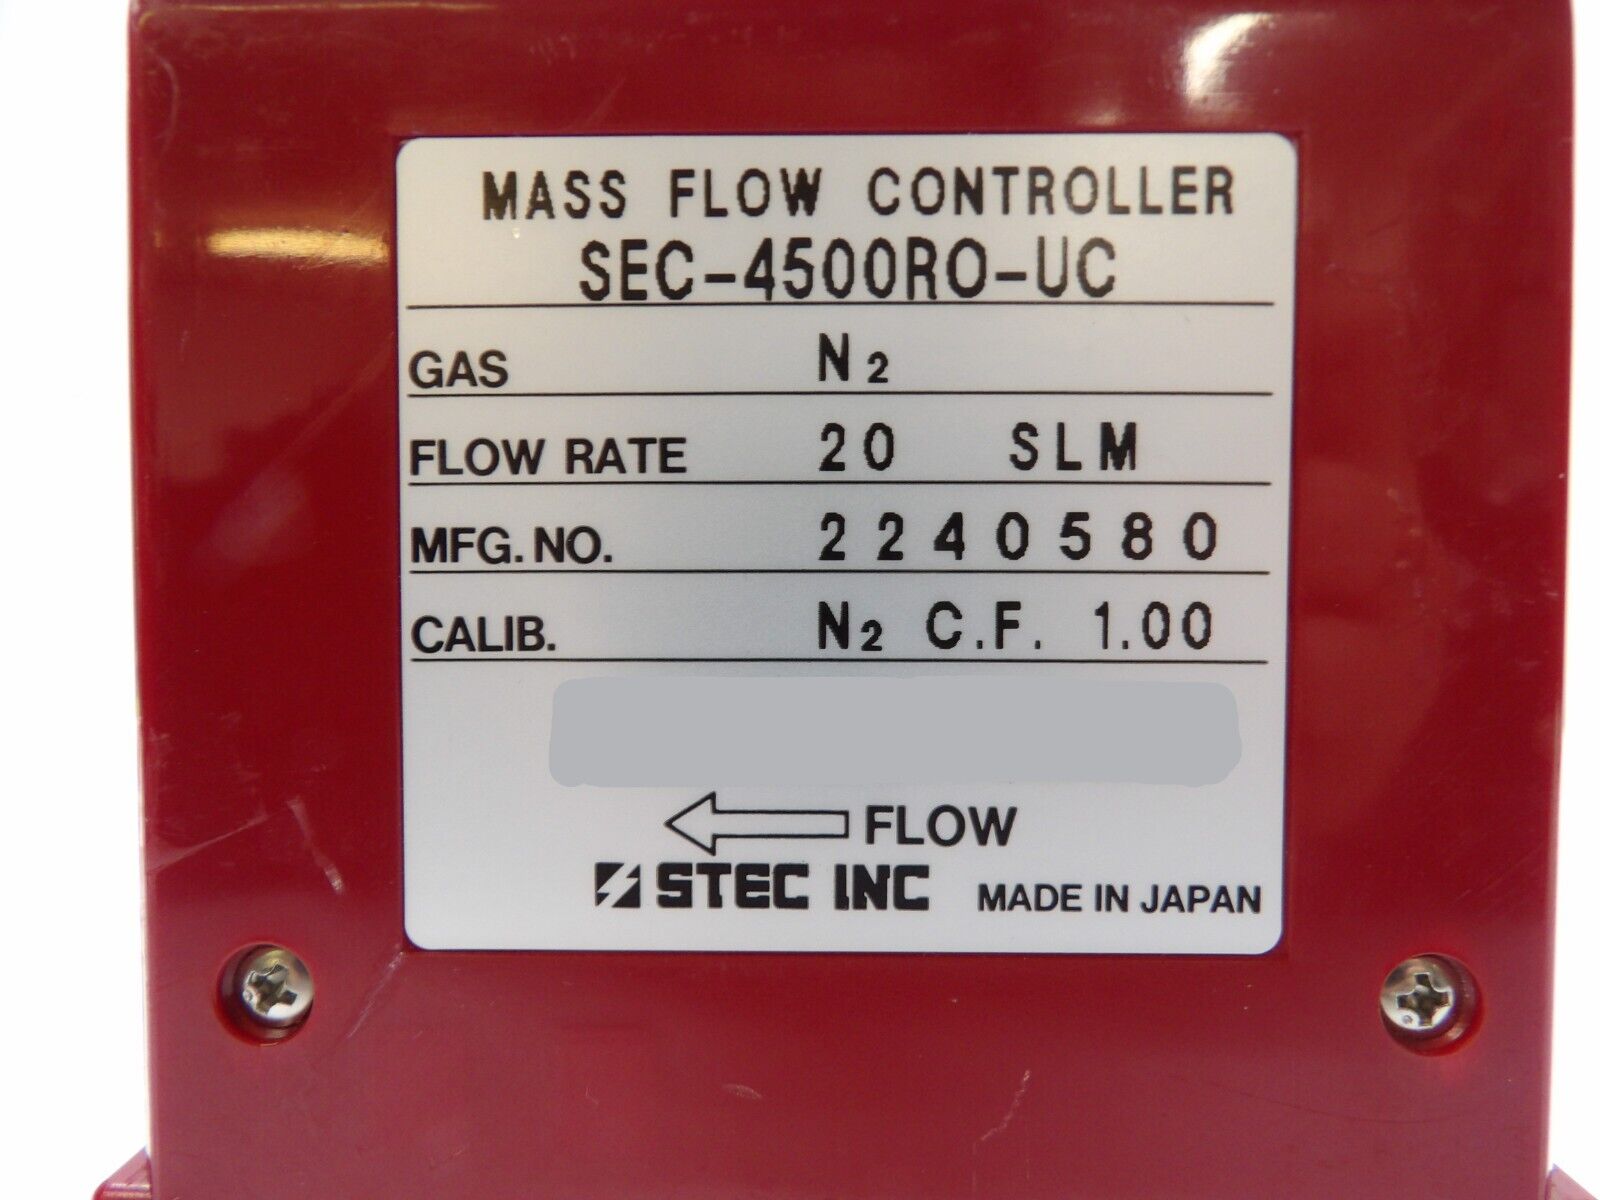 MASS FLOW CONTROLLER
SEC-4500RO-UC
GAS N2
FLOW RATE 20 SLM
MFG. NO. 2240580
CALIB. N2 C.F. 1.00
FLOW
STEC INC MADE IN JAPAN